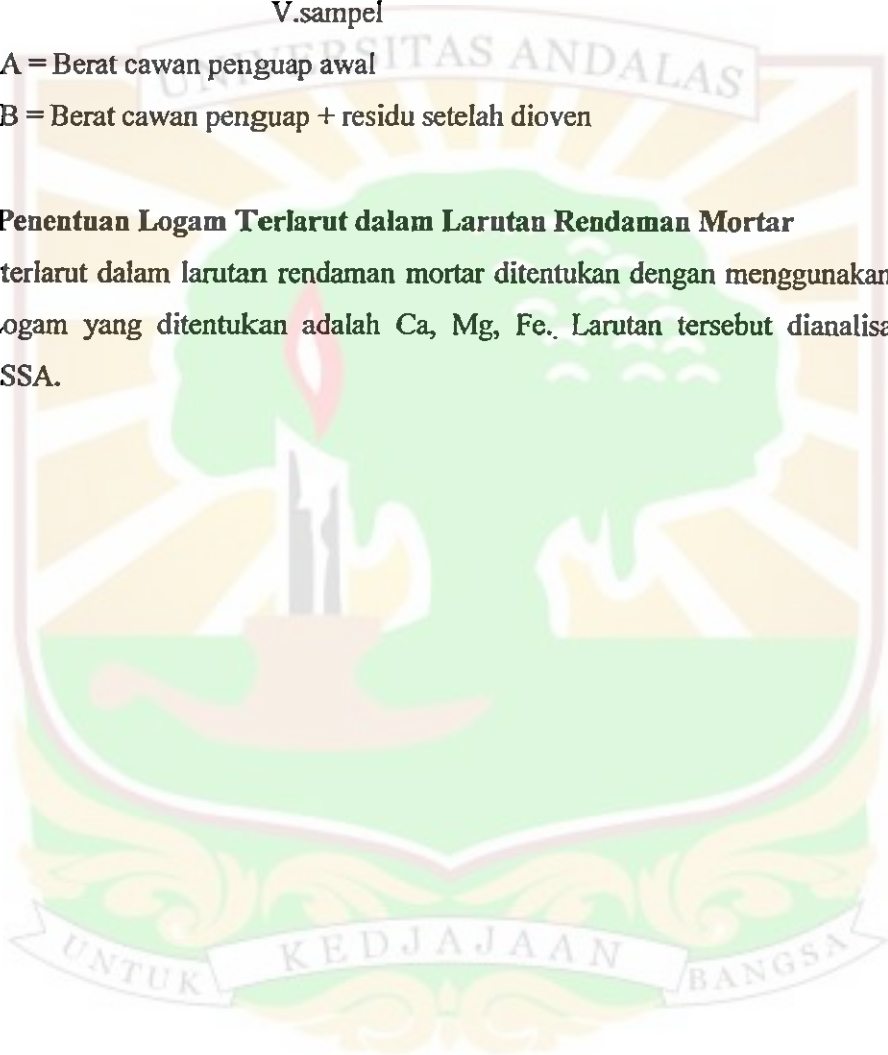 V.sampel
UNIVERSITAS ANDALAS
A = Berat cawan penguap awal
B = Berat cawan penguap + residu setelah dioven
Penentuan Logam Terlarut dalam Larutan Rendaman Mortar
terlarut dalam larutan rendaman mortar ditentukan dengan menggunakan
ogam yang ditentukan adalah Ca, Mg, Fe.. Larutan tersebut dianalisa
SSA.
UNTUK KEDJAJAAN BANGSA